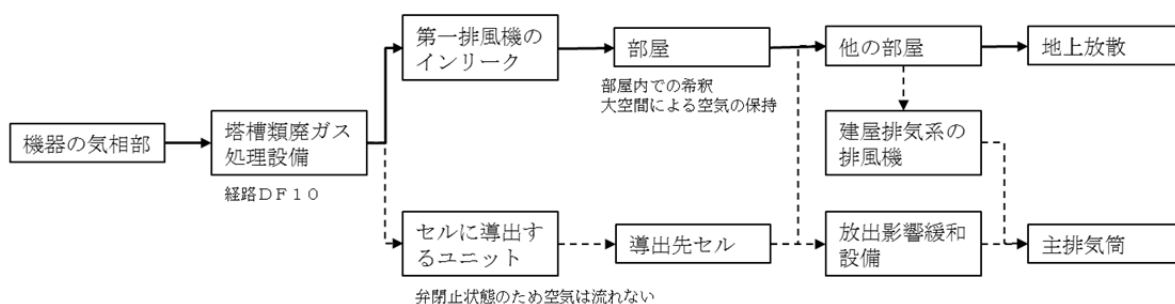 機器の気相部
塔槽類廃ガス
処理設備
経路ＤＦ１０
第一排風機の
インリーク
部屋
部屋内での希釈
大空間による空気の保持
他の部屋
地上放散
建屋排気系の
排風機
セルに導出す
るユニット
弁閉止状態のため空気は流れない
導出先セル
放出影響緩和
設備
主排気筒